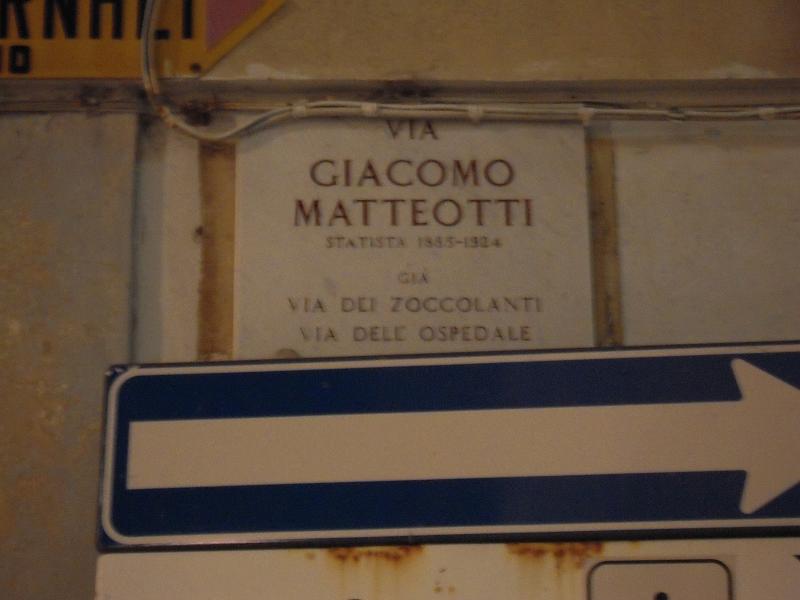 VIA
GIACOMO
MATTEOTTI
STATISTA 1885-1924
GIÀ
VIA DEI ZOCCOLANTI
VIA DELL' OSPEDALE